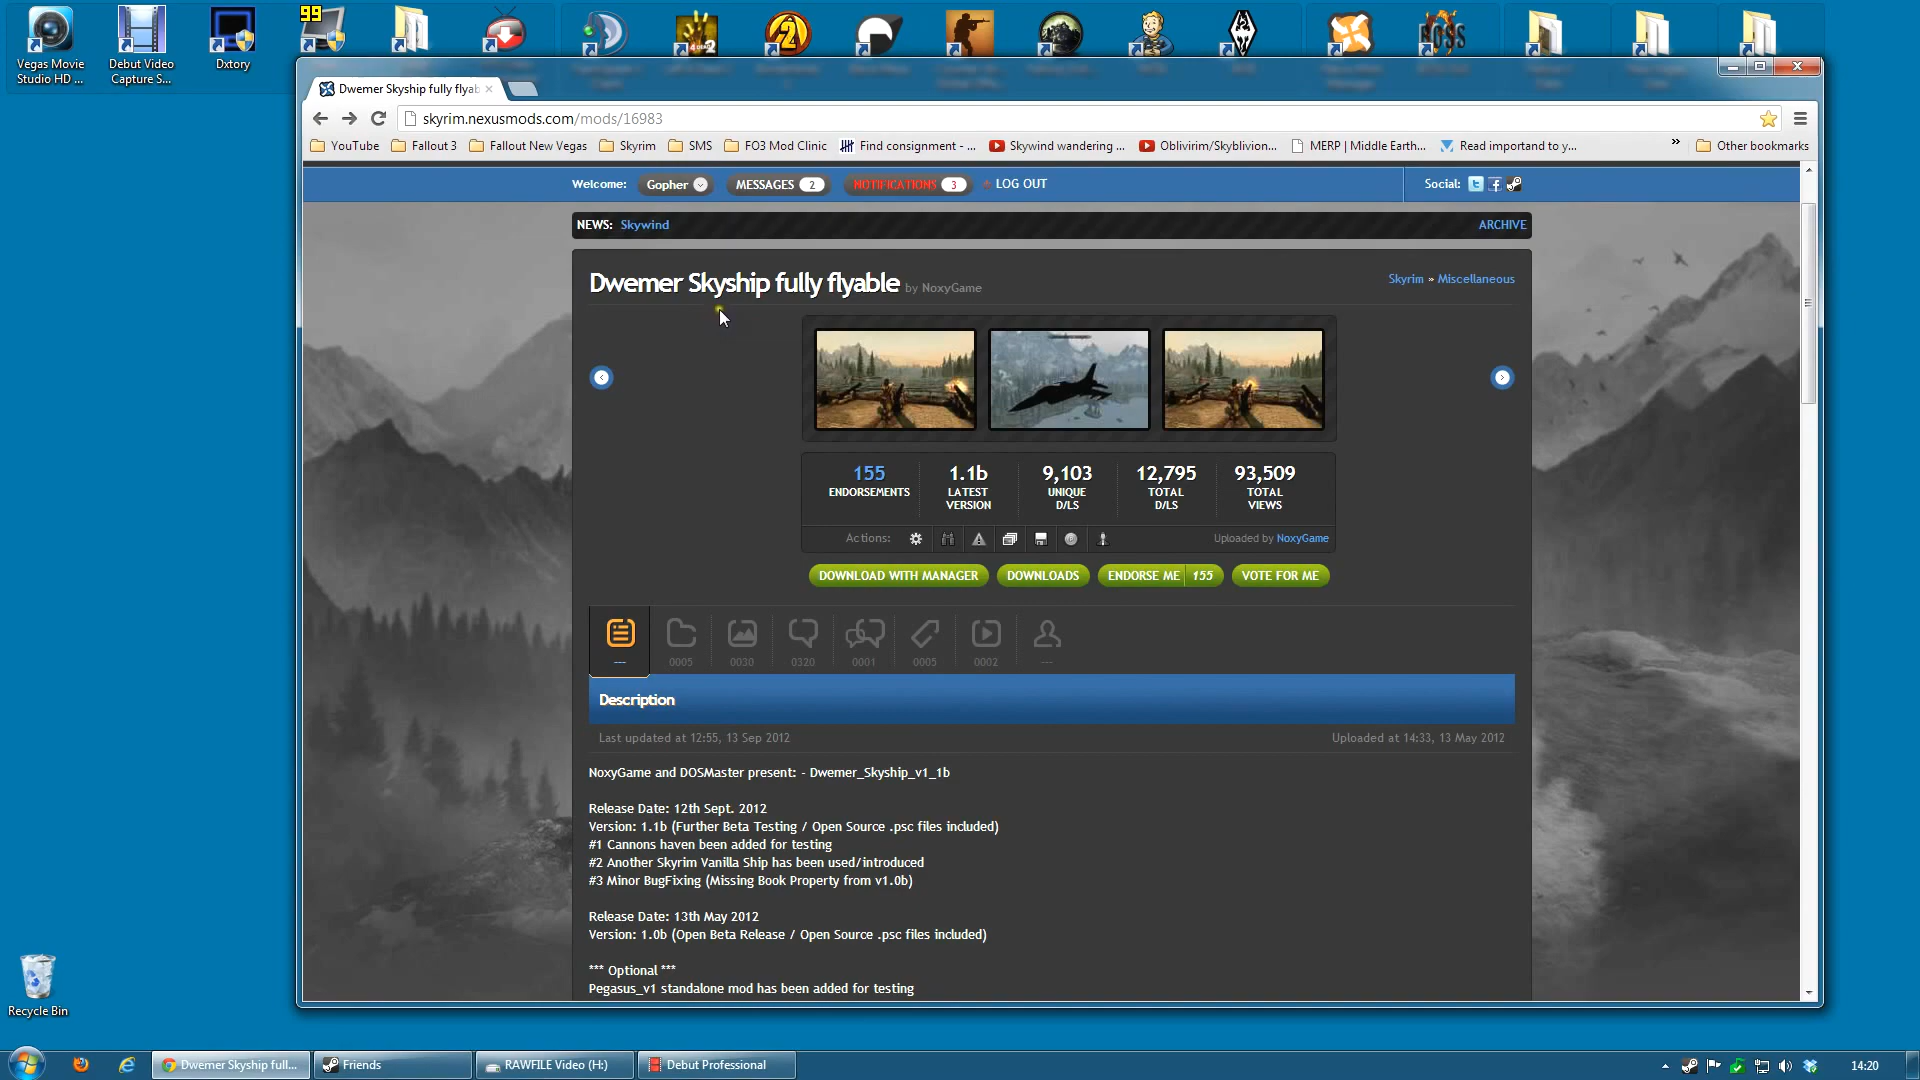 99
Vegas Movie
Studio HD ...
Debut Video
Capture S...
Dxtory
Dwemer Skyship fully flyab
skyrim.nexusmods.com/mods/16983
YouTube
Fallout 3
Fallout New Vegas
Skyrim
SMS
FO3 Mod Clinic
Find consignment - ...
Skywind wandering ...
Oblivirim/Skyblivion...
MERP | Middle Earth...
Read importand to y...
»
Other bookmarks
Welcome:
Gopher
MESSAGES 2
NOTIFICATIONS 3
LOG OUT
Social:
NEWS: Skywind
ARCHIVE
Dwemer Skyship fully flyable by NoxyGame
Skyrim » Miscellaneous
155
ENDORSEMENTS
1.1b
LATEST
VERSION
9,103
UNIQUE
D/LS
12,795
TOTAL
D/LS
93,509
TOTAL
VIEWS
Actions:
Uploaded by NoxyGame
DOWNLOAD WITH MANAGER
DOWNLOADS
ENDORSE ME 155
VOTE FOR ME
---
0005
0030
0320
0001
0005
0002
---
Description
Last updated at 12:55, 13 Sep 2012
Uploaded at 14:33, 13 May 2012
NoxyGame and DOSMaster present: - Dwemer_Skyship_v1_1b
Release Date: 12th Sept. 2012
Version: 1.1b (Further Beta Testing / Open Source .psc files included)
#1 Cannons haven been added for testing
#2 Another Skyrim Vanilla Ship has been used/introduced
#3 Minor BugFixing (Missing Book Property from v1.0b)
Release Date: 13th May 2012
Version: 1.0b (Open Beta Release / Open Source .psc files included)
*** Optional ***
Pegasus_v1 standalone mod has been added for testing
Recycle Bin
Dwemer Skyship full...
Friends
RAWFILE Video (H:)
Debut Professional
14:20